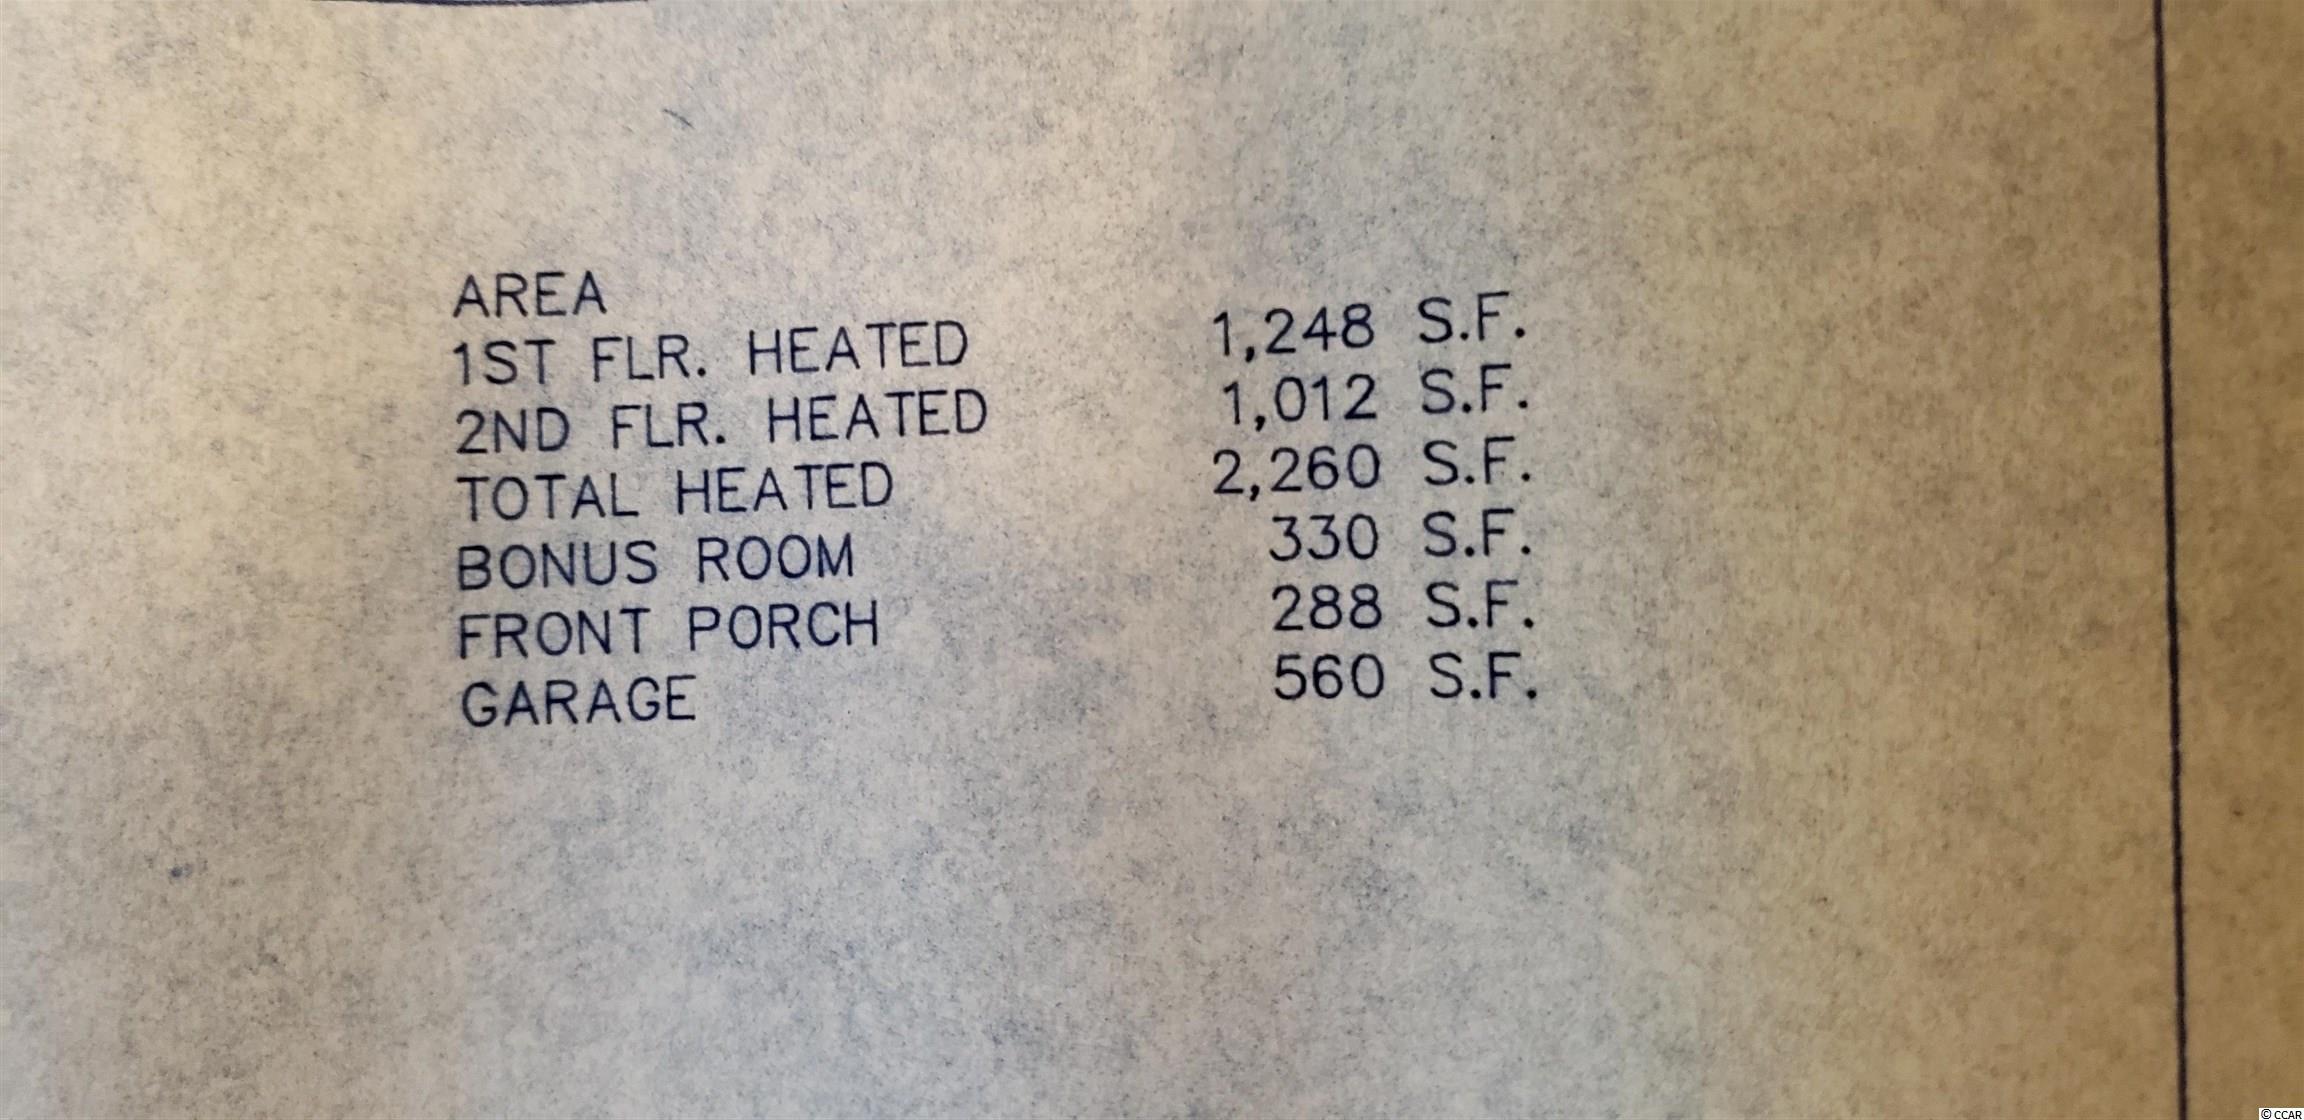 AREA
1ST FLR. HEATED 1,248 S.F.
2ND FLR. HEATED 1,012 S.F.
TOTAL HEATED 2,260 S.F.
BONUS ROOM 330 S.F.
FRONT PORCH 288 S.F.
GARAGE 560 S.F.
© CCAR